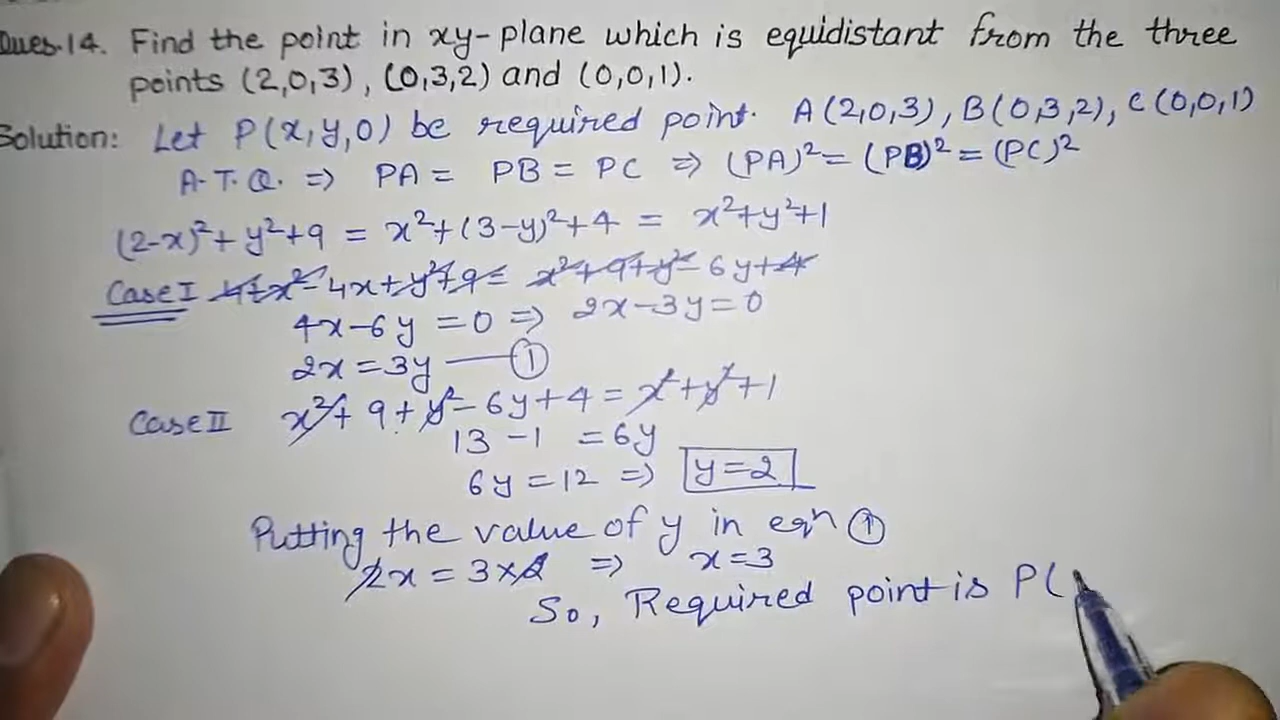 Ques.14. Find the point in xy-plane which is equidistant from the three
points (2,0,3), (0,3,2) and (0,0,1).
Solution: Let P(x,y,0) be required point. A(2,0,3), B(0,3,2), C(0,0,1)
A.T.Q. ⇒ PA = PB = PC ⇒ (PA)² = (PB)² = (PC)²
(2-x)² + y² + 9 = x² + (3-y)² + 4 = x² + y² + 1
Case I 4+x²-4x+y²+9 = x²+9+y²-6y+4
4x-6y = 0 ⇒ 2x-3y = 0
2x = 3y —— ①
Case II x² + 9 + y² - 6y + 4 = x² + y² + 1
13 - 1 = 6y
6y = 12 ⇒ y = 2
Putting the value of y in eqn ①
2x = 3×2 ⇒ x = 3
So, Required point is P(